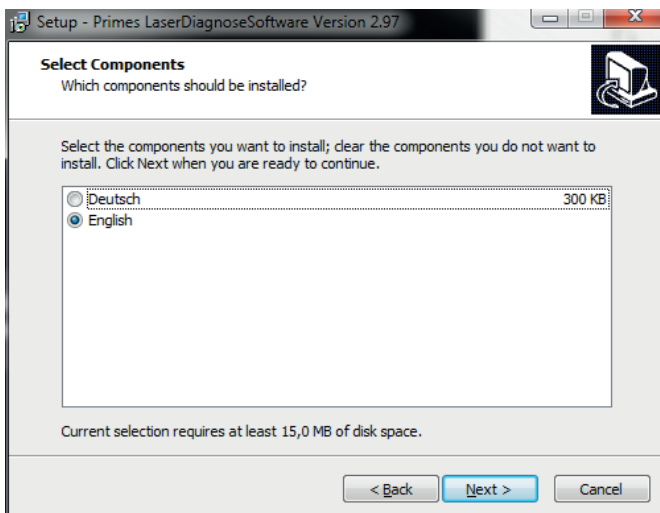 Setup - Primes LaserDiagnoseSoftware Version 2.97
Select Components
Which components should be installed?
Select the components you want to install; clear the components you do not want to
install. Click Next when you are ready to continue.
Deutsch 300 KB
English
Current selection requires at least 15,0 MB of disk space.
< Back Next > Cancel